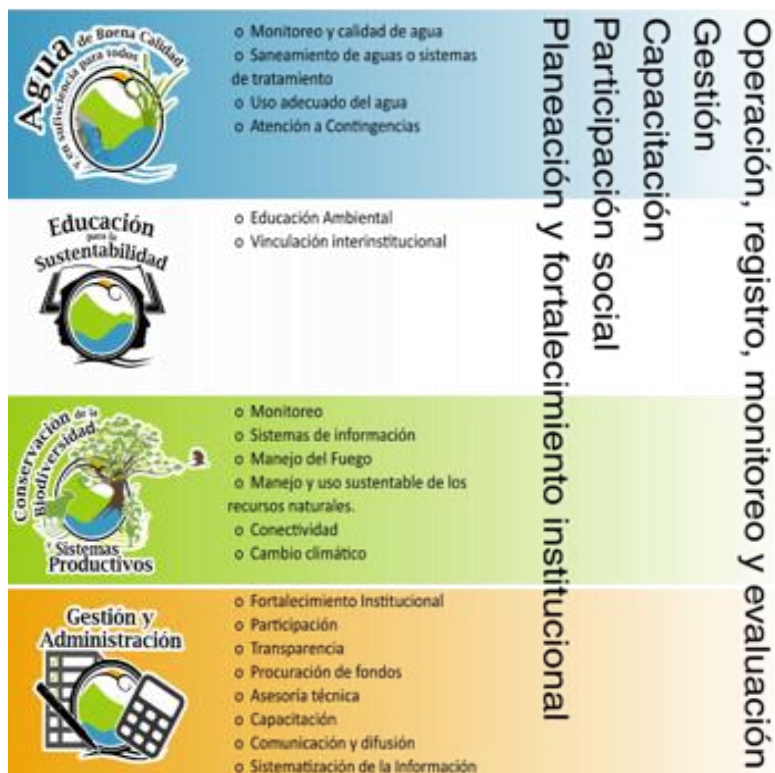 Agua de Buena Calidad
y en sufisciencia para todos
o Monitoreo y calidad de agua
o Saneamiento de aguas o sistemas
de tratamiento
o Uso adecuado del agua
o Atención a Contingencias
Educación
para la
Sustentabilidad
o Educación Ambiental
o Vinculación interinstitucional
Conservación de la
Biodiversidad
y Sistemas
Productivos
o Monitoreo
o Sistemas de información
o Manejo del Fuego
o Manejo y uso sustentable de los
recursos naturales.
o Conectividad
o Cambio climático
Gestión y
Administración
o Fortalecimiento Institucional
o Participación
o Transparencia
o Procuración de fondos
o Asesoría técnica
o Capacitación
o Comunicación y difusión
o Sistematización de la Información
Operación, registro, monitoreo y evaluación
Gestión
Capacitación
Participación social
Planeación y fortalecimiento institucional